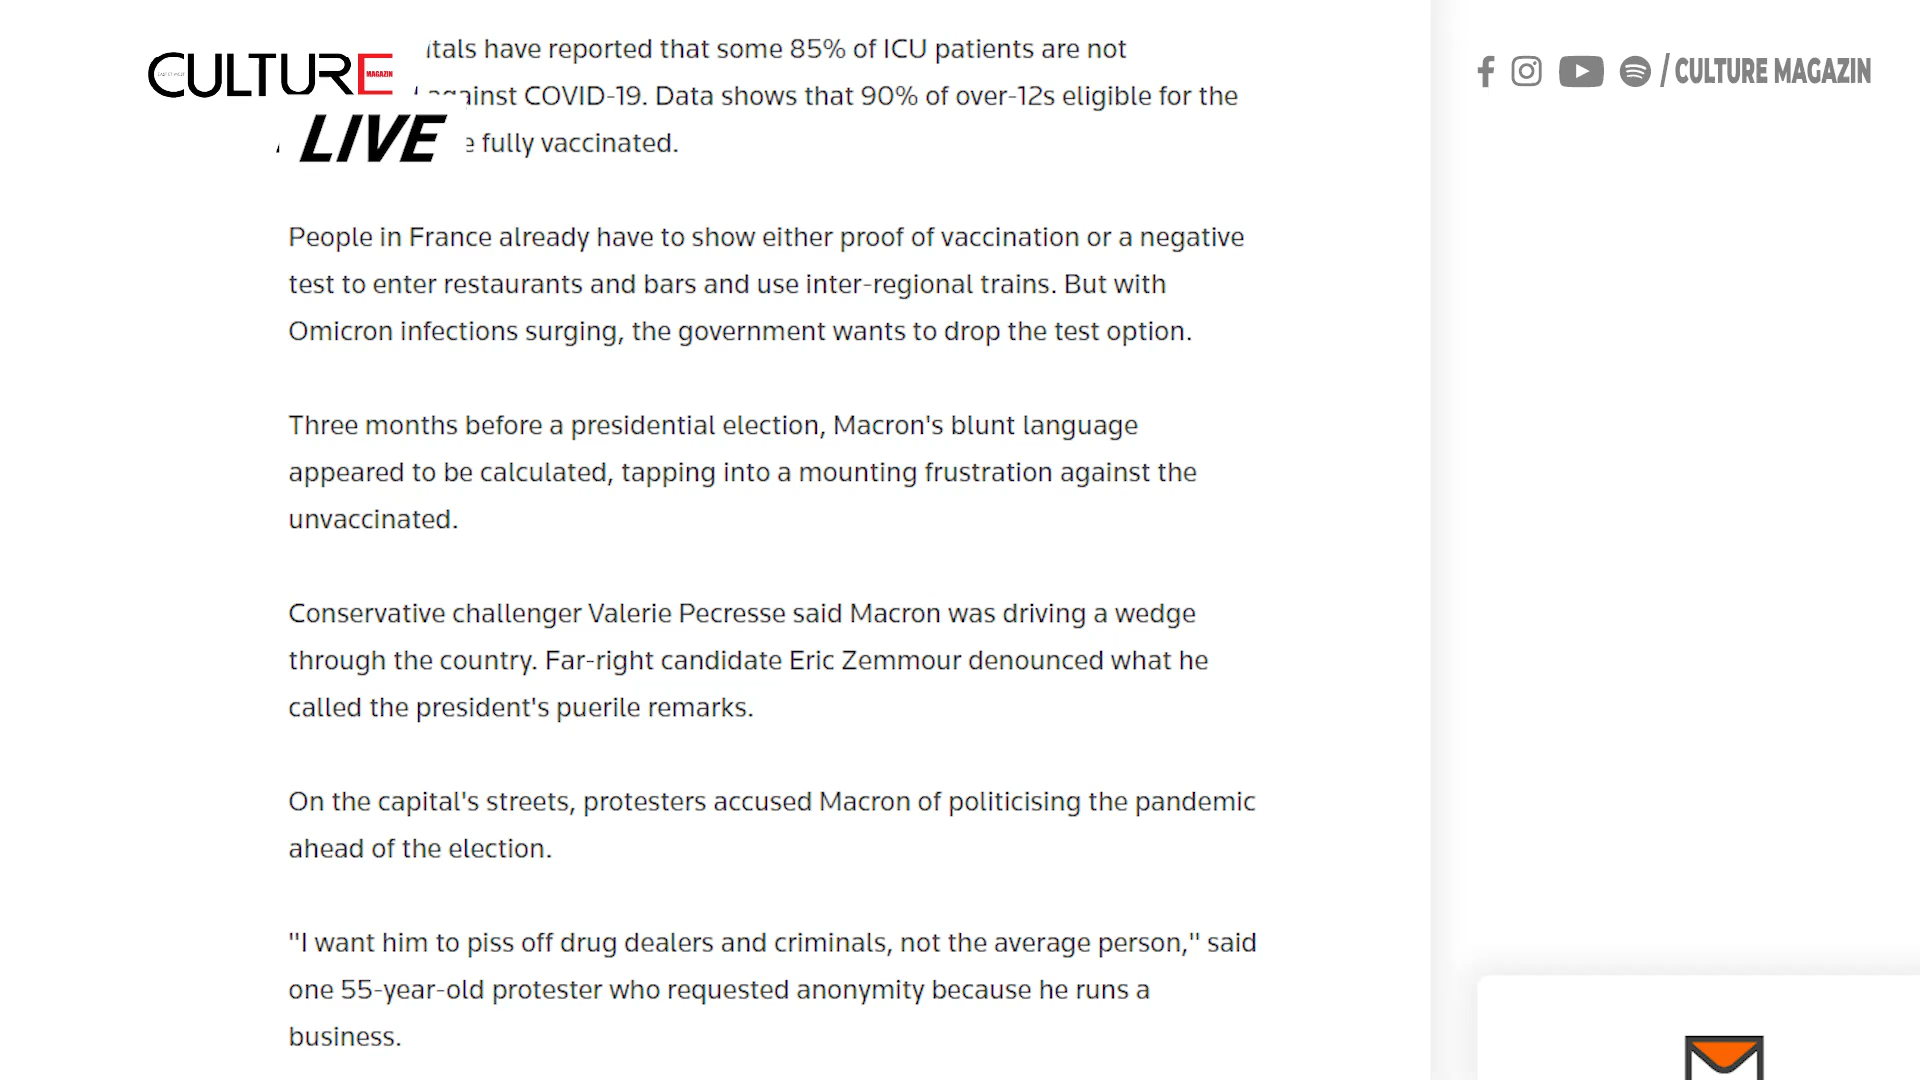 CULTURE MAGAZIN
LIVE
/ CULTURE MAGAZIN
have reported that some 85% of ICU patients are not
COVID-19. Data shows that 90% of over-12s eligible for the
fully vaccinated.
People in France already have to show either proof of vaccination or a negative
test to enter restaurants and bars and use inter-regional trains. But with
Omicron infections surging, the government wants to drop the test option.
Three months before a presidential election, Macron's blunt language
appeared to be calculated, tapping into a mounting frustration against the
unvaccinated.
Conservative challenger Valerie Pecresse said Macron was driving a wedge
through the country. Far-right candidate Eric Zemmour denounced what he
called the president's puerile remarks.
On the capital's streets, protesters accused Macron of politicising the pandemic
ahead of the election.
"I want him to piss off drug dealers and criminals, not the average person," said
one 55-year-old protester who requested anonymity because he runs a
business.